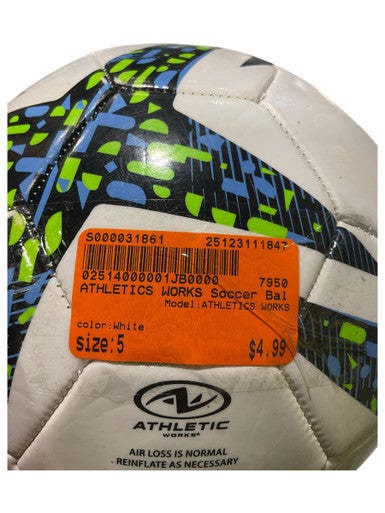 S000031861 25123111847
02514000001JB0000 7950
ATHLETICS WORKS Soccer Bal
Model:ATHLETICS WORKS
color:White
size:5 $4.99
ATHLETIC
WORKS®
AIR LOSS IS NORMAL
- REINFLATE AS NECESSARY